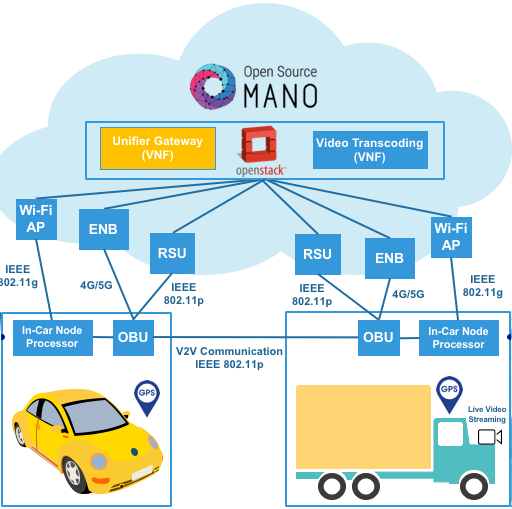 Open Source
MANO
Unifier Gateway
(VNF)
openstack
Video Transcoding
(VNF)
Wi-Fi
AP
ENB
RSU
RSU
ENB
Wi-Fi
AP
IEEE
802.11g
4G/5G
IEEE
802.11p
IEEE
802.11p
4G/5G
IEEE
802.11g
In-Car Node
Processor
OBU
V2V Communication
IEEE 802.11p
OBU
In-Car Node
Processor
GPS
GPS
Live Video
Streaming